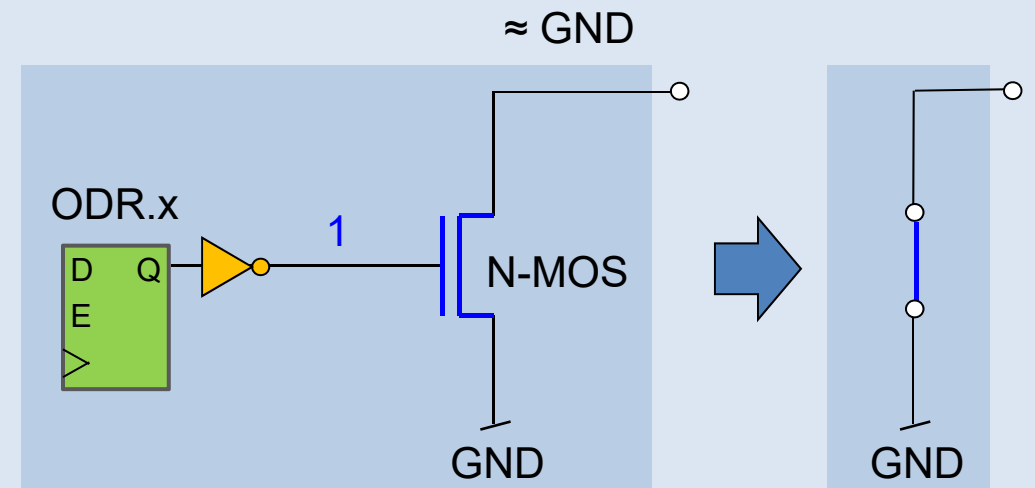 ≈ GND
ODR.x
1
D Q
E
N-MOS
GND
GND